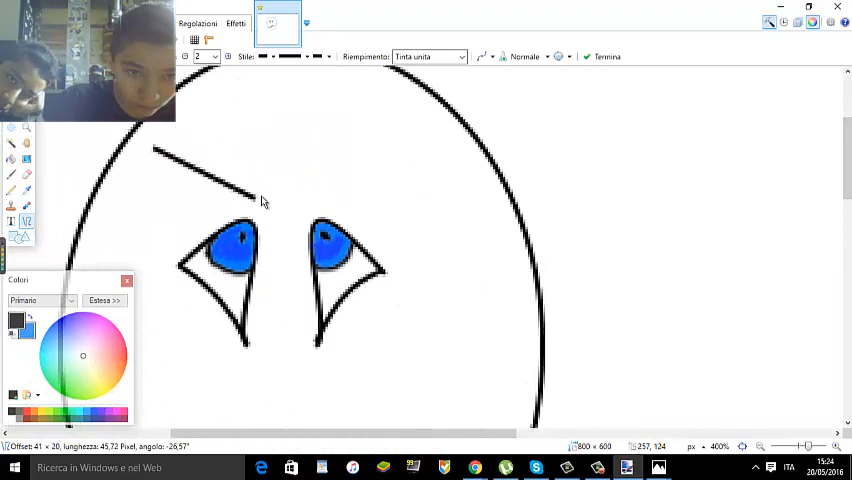 Regolazioni Effetti
2 Stile: Riempimento: Tinta unita Normale Termina
T
Colori
Primario Estesa >>
Offset: 41 × 20, lunghezza: 45,72 Pixel, angolo: -26,57° 800 × 600 257, 124 px 400%
Ricerca in Windows e nel Web ITA 15:24
20/05/2016